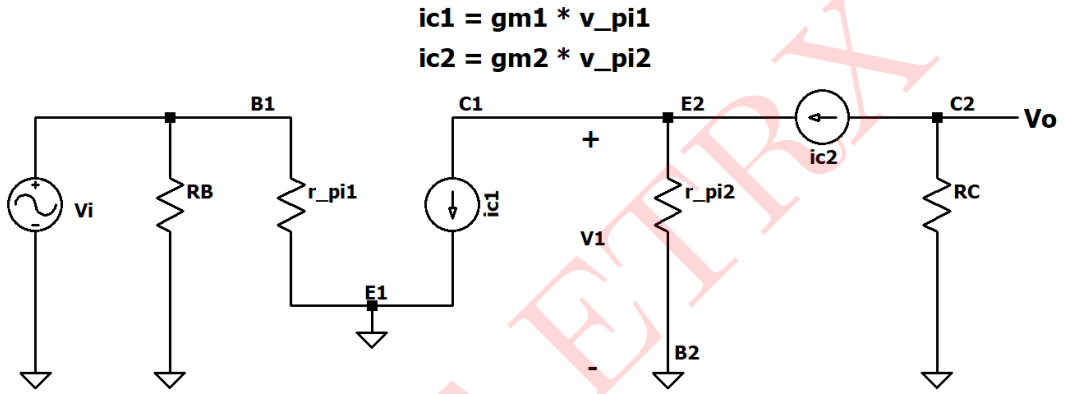 ic1 = gm1 * v_pi1
ic2 = gm2 * v_pi2
B1
C1
E2
C2
Vo
+
ic2
Vi
RB
r_pi1
ic1
r_pi2
RC
V1
E1
B2
-
ETRX